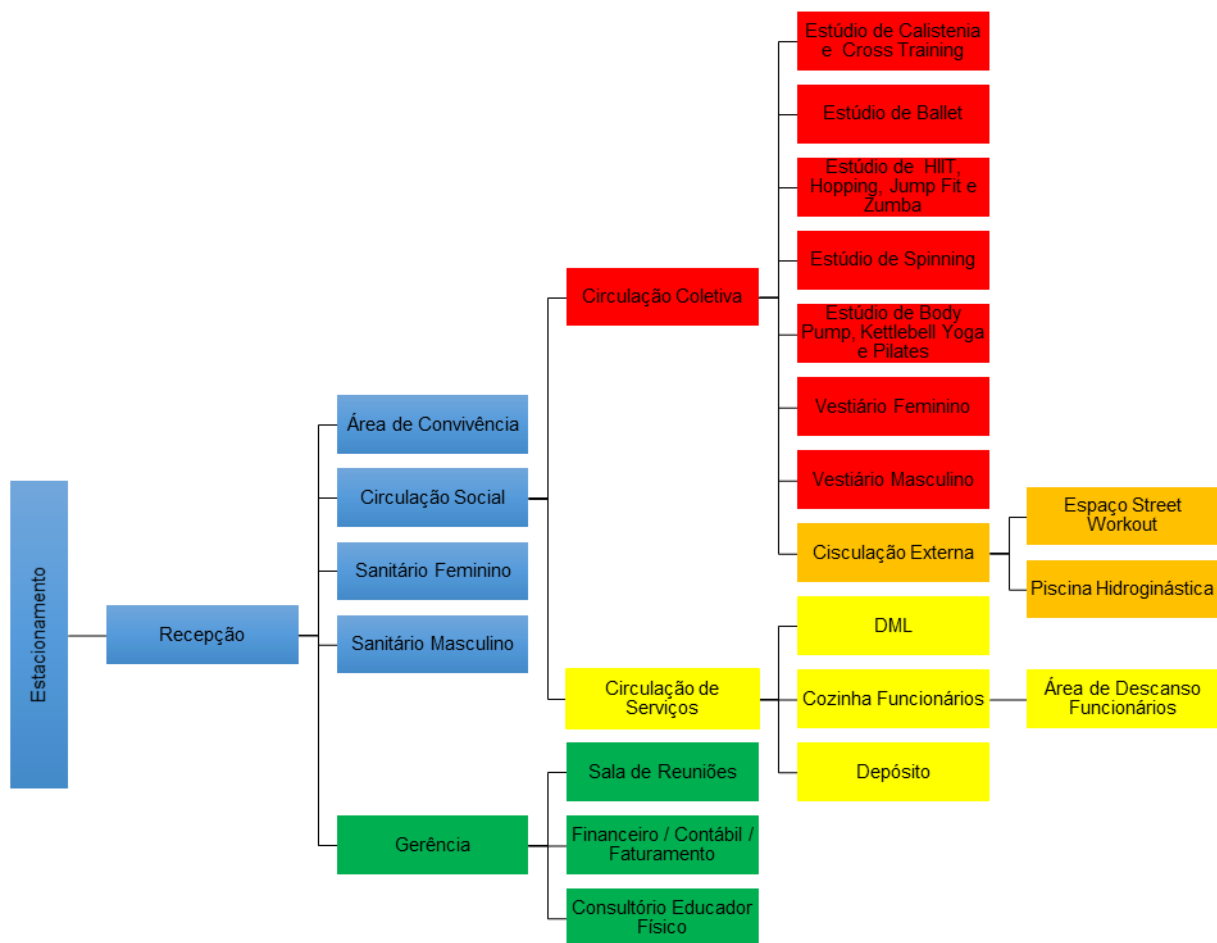 Estacionamento
Recepção
Área de Convivência
Circulação Social
Sanitário Feminino
Sanitário Masculino
Gerência
Circulação Coletiva
Circulação de
Serviços
Sala de Reuniões
Financeiro / Contábil /
Faturamento
Consultório Educador
Físico
Estúdio de Calistenia
e Cross Training
Estúdio de Ballet
Estúdio de HIIT,
Hopping, Jump Fit e
Zumba
Estúdio de Spinning
Estúdio de Body
Pump, Kettlebell Yoga
e Pilates
Vestiário Feminino
Vestiário Masculino
Cisculação Externa
DML
Cozinha Funcionários
Depósito
Espaço Street
Workout
Piscina Hidroginástica
Área de Descanso
Funcionários